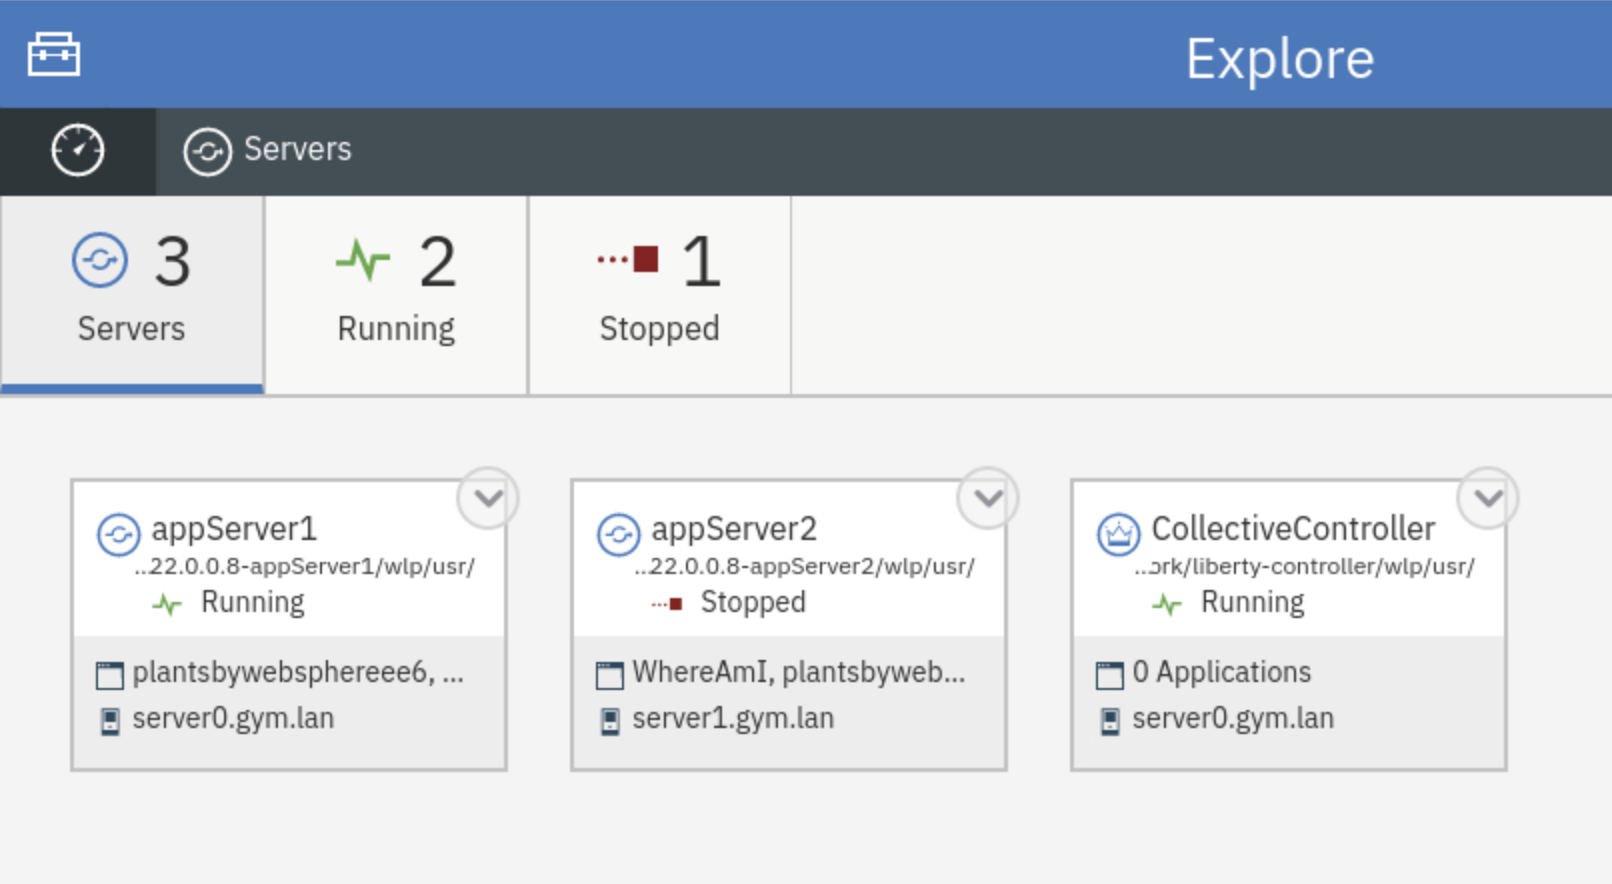 Explore
Servers
3
Servers
2
Running
1
Stopped
appServer1
...22.0.0.8-appServer1/wlp/usr/
Running
plantsbywebsphereee6, ...
server0.gym.lan
appServer2
...22.0.0.8-appServer2/wlp/usr/
Stopped
WhereAmI, plantsbyweb...
server1.gym.lan
CollectiveController
...ork/liberty-controller/wlp/usr/
Running
0 Applications
server0.gym.lan